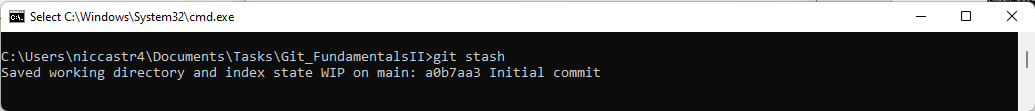 Select C:\Windows\System32\cmd.exe
C:\Users\niccastr4\Documents\Tasks\Git_FundamentalsII>git stash
Saved working directory and index state WIP on main: a0b7aa3 Initial commit